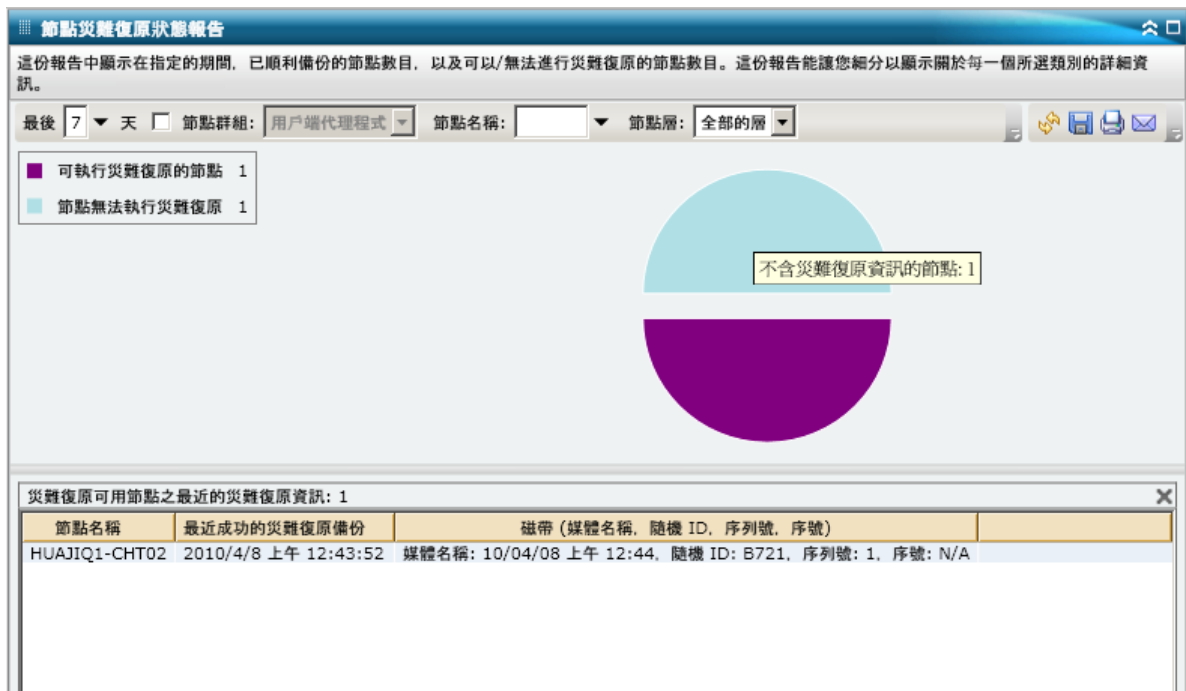 節點災難復原狀態報告
這份報告中顯示在指定的期間，已順利備份的節點數目，以及可以/無法進行災難復原的節點數目。這份報告能讓您細分以顯示關於每一個所選類別的詳細資
訊。
最後 7 天 節點群組: 用戶端代理程式 節點名稱: 節點層: 全部的層
可執行災難復原的節點 1
節點無法執行災難復原 1
不含災難復原資訊的節點: 1
災難復原可用節點之最近的災難復原資訊: 1
節點名稱 最近成功的災難復原備份 磁帶 (媒體名稱，隨機 ID，序列號，序號)
HUAJIQ1-CHT02 2010/4/8 上午 12:43:52 媒體名稱: 10/04/08 上午 12:44，隨機 ID: B721，序列號: 1，序號: N/A